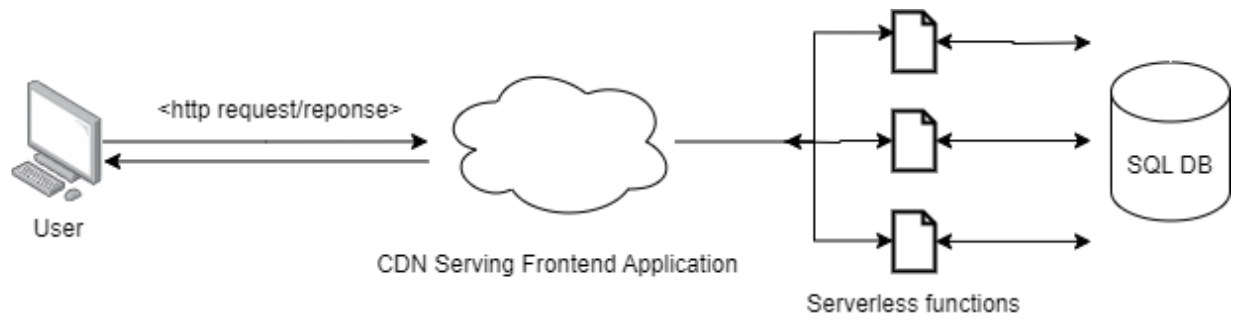 <http request/reponse>
SQL DB
User
CDN Serving Frontend Application
Serverless functions